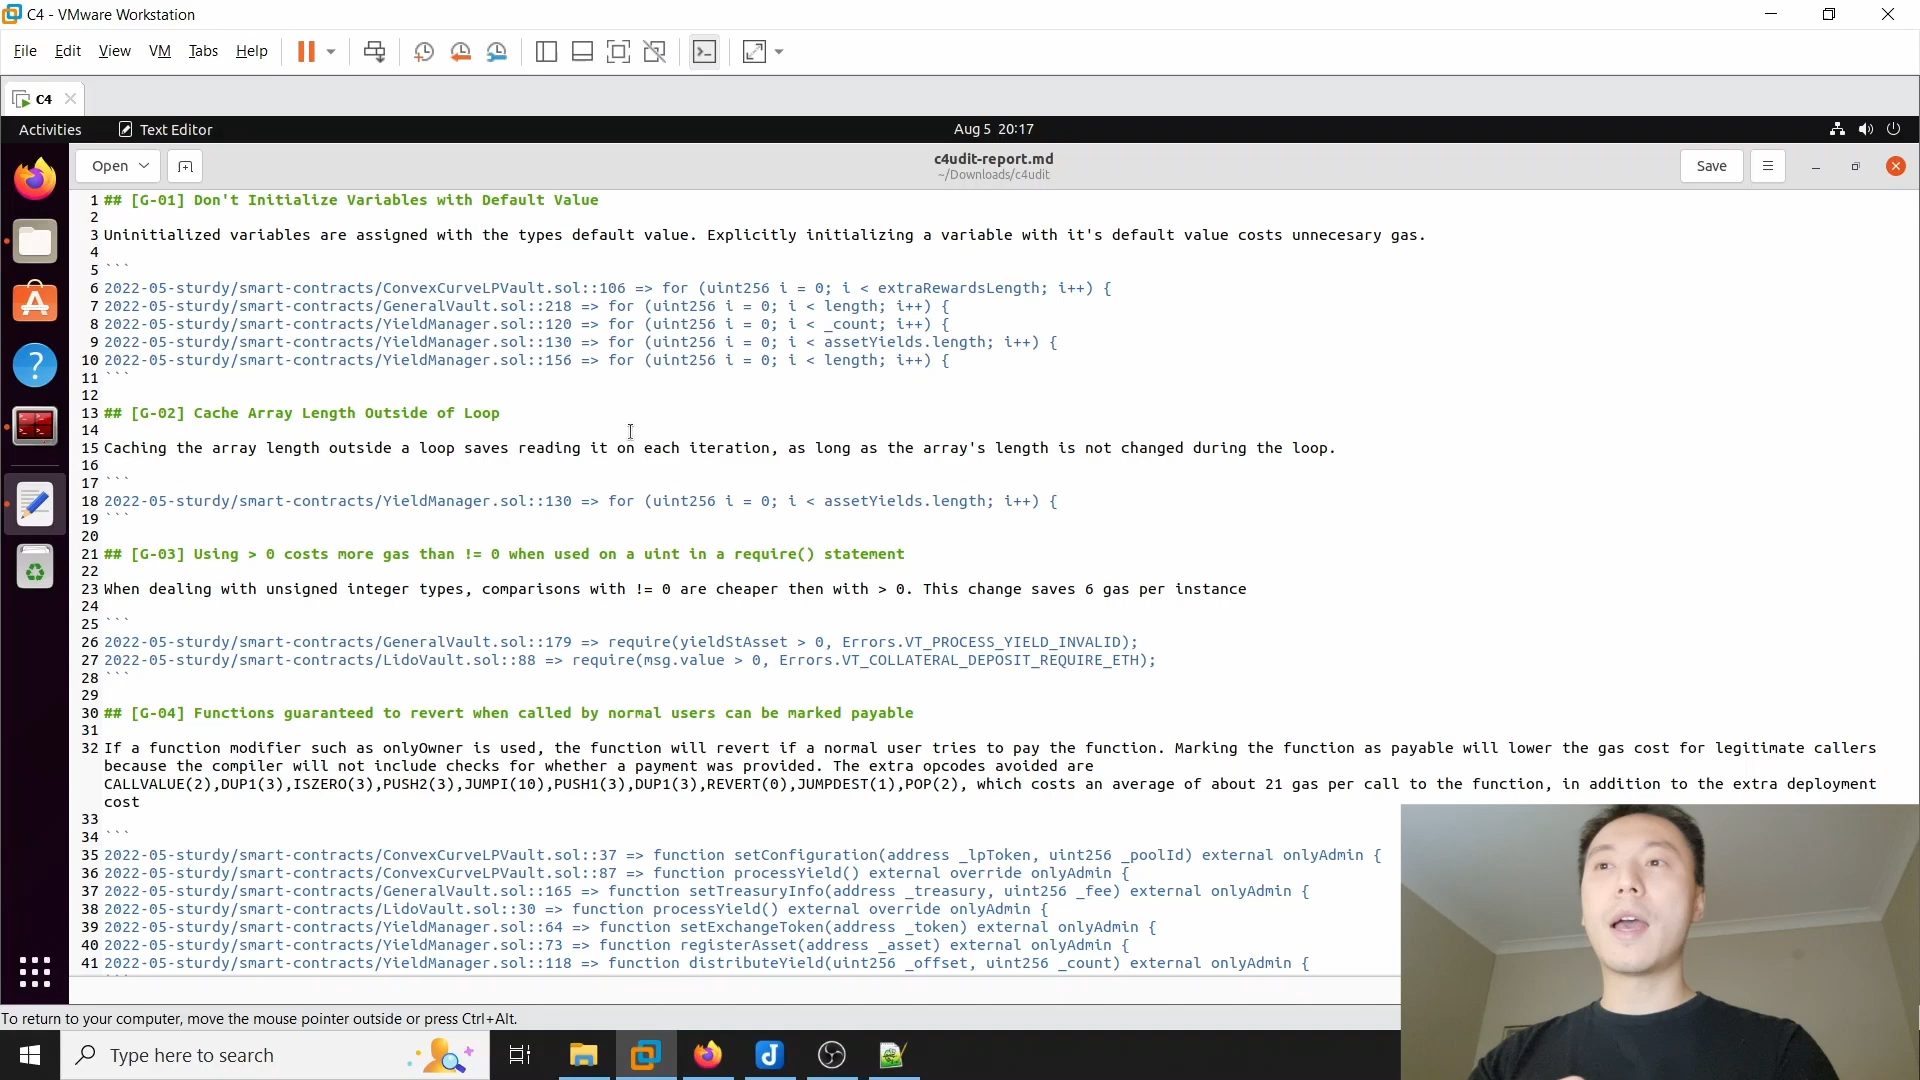 C4 - VMware Workstation
File Edit View VM Tabs Help
C4
Activities Text Editor Aug 5 20:17
Open c4udit-report.md Save
~/Downloads/c4udit
1 ## [G-01] Don't Initialize Variables with Default Value
2
3 Uninitialized variables are assigned with the types default value. Explicitly initializing a variable with it's default value costs unnecesary gas.
4
5 ```
6 2022-05-sturdy/smart-contracts/ConvexCurveLPVault.sol::106 => for (uint256 i = 0; i < extraRewardsLength; i++) {
7 2022-05-sturdy/smart-contracts/GeneralVault.sol::218 => for (uint256 i = 0; i < length; i++) {
8 2022-05-sturdy/smart-contracts/YieldManager.sol::120 => for (uint256 i = 0; i < _count; i++) {
9 2022-05-sturdy/smart-contracts/YieldManager.sol::130 => for (uint256 i = 0; i < assetYields.length; i++) {
10 2022-05-sturdy/smart-contracts/YieldManager.sol::156 => for (uint256 i = 0; i < length; i++) {
11 ```
12
13 ## [G-02] Cache Array Length Outside of Loop
14
15 Caching the array length outside a loop saves reading it on each iteration, as long as the array's length is not changed during the loop.
16
17 ```
18 2022-05-sturdy/smart-contracts/YieldManager.sol::130 => for (uint256 i = 0; i < assetYields.length; i++) {
19 ```
20
21 ## [G-03] Using > 0 costs more gas than != 0 when used on a uint in a require() statement
22
23 When dealing with unsigned integer types, comparisons with != 0 are cheaper then with > 0. This change saves 6 gas per instance
24
25 ```
26 2022-05-sturdy/smart-contracts/GeneralVault.sol::179 => require(yieldStAsset > 0, Errors.VT_PROCESS_YIELD_INVALID);
27 2022-05-sturdy/smart-contracts/LidoVault.sol::88 => require(msg.value > 0, Errors.VT_COLLATERAL_DEPOSIT_REQUIRE_ETH);
28 ```
29
30 ## [G-04] Functions guaranteed to revert when called by normal users can be marked payable
31
32 If a function modifier such as onlyOwner is used, the function will revert if a normal user tries to pay the function. Marking the function as payable will lower the gas cost for legitimate callers
because the compiler will not include checks for whether a payment was provided. The extra opcodes avoided are
CALLVALUE(2),DUP1(3),ISZERO(3),PUSH2(3),JUMPI(10),PUSH1(3),DUP1(3),REVERT(0),JUMPDEST(1),POP(2), which costs an average of about 21 gas per call to the function, in addition to the extra deployment
cost
33
34 ```
35 2022-05-sturdy/smart-contracts/ConvexCurveLPVault.sol::37 => function setConfiguration(address _lpToken, uint256 _poolId) external onlyAdmin {
36 2022-05-sturdy/smart-contracts/ConvexCurveLPVault.sol::87 => function processYield() external override onlyAdmin {
37 2022-05-sturdy/smart-contracts/GeneralVault.sol::165 => function setTreasuryInfo(address _treasury, uint256 _fee) external onlyAdmin {
38 2022-05-sturdy/smart-contracts/LidoVault.sol::30 => function processYield() external override onlyAdmin {
39 2022-05-sturdy/smart-contracts/YieldManager.sol::64 => function setExchangeToken(address _token) external onlyAdmin {
40 2022-05-sturdy/smart-contracts/YieldManager.sol::73 => function registerAsset(address _asset) external onlyAdmin {
41 2022-05-sturdy/smart-contracts/YieldManager.sol::118 => function distributeYield(uint256 _offset, uint256 _count) external onlyAdmin {
To return to your computer, move the mouse pointer outside or press Ctrl+Alt.
Type here to search